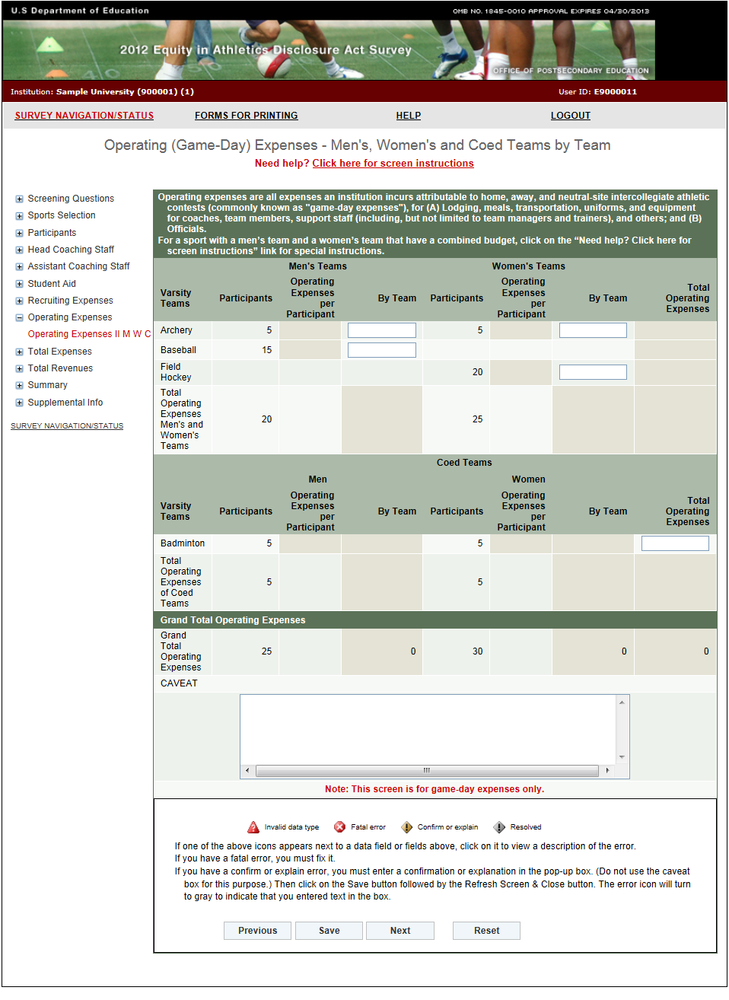 U.S Department of Education
OMB NO. 1845-0010 APPROVAL EXPIRES 04/30/2013
2012 Equity in Athletics Disclosure Act Survey
OFFICE OF POSTSECONDARY EDUCATION
Institution: Sample University (900001) (1)
User ID: E9000011
SURVEY NAVIGATION/STATUS
FORMS FOR PRINTING
HELP
LOGOUT
Operating (Game-Day) Expenses - Men's, Women's and Coed Teams by Team
Need help? Click here for screen instructions
Screening Questions
Sports Selection
Participants
Head Coaching Staff
Assistant Coaching Staff
Student Aid
Recruiting Expenses
Operating Expenses
Operating Expenses II M W C
Total Expenses
Total Revenues
Summary
Supplemental Info
SURVEY NAVIGATION/STATUS
Operating expenses are all expenses an institution incurs attributable to home, away, and neutral-site intercollegiate athletic
contests (commonly known as "game-day expenses"), for (A) Lodging, meals, transportation, uniforms, and equipment
for coaches, team members, support staff (including, but not limited to team managers and trainers), and others; and (B)
Officials.
For a sport with a men's team and a women's team that have a combined budget, click on the “Need help? Click here for
screen instructions” link for special instructions.
Men's Teams Women's Teams
Varsity
Teams
Participants
Operating
Expenses
per
Participant
By Team
Participants
Operating
Expenses
per
Participant
By Team
Total
Operating
Expenses
Archery 5 5
Baseball 15
Field
Hockey
20
Total
Operating
Expenses
Men's and
Women's
Teams
20 25
Coed Teams
Men Women
Varsity
Teams
Participants
Operating
Expenses
per
Participant
By Team
Participants
Operating
Expenses
per
Participant
By Team
Total
Operating
Expenses
Badminton 5 5
Total
Operating
Expenses
of Coed
Teams
5 5
Grand Total Operating Expenses
Grand
Total
Operating
Expenses
25 0 30 0 0
CAVEAT
Note: This screen is for game-day expenses only.
Invalid data type Fatal error Confirm or explain Resolved
If one of the above icons appears next to a data field or fields above, click on it to view a description of the error.
If you have a fatal error, you must fix it.
If you have a confirm or explain error, you must enter a confirmation or explanation in the pop-up box. (Do not use the caveat
box for this purpose.) Then click on the Save button followed by the Refresh Screen & Close button. The error icon will turn
to gray to indicate that you entered text in the box.
Previous Save Next Reset